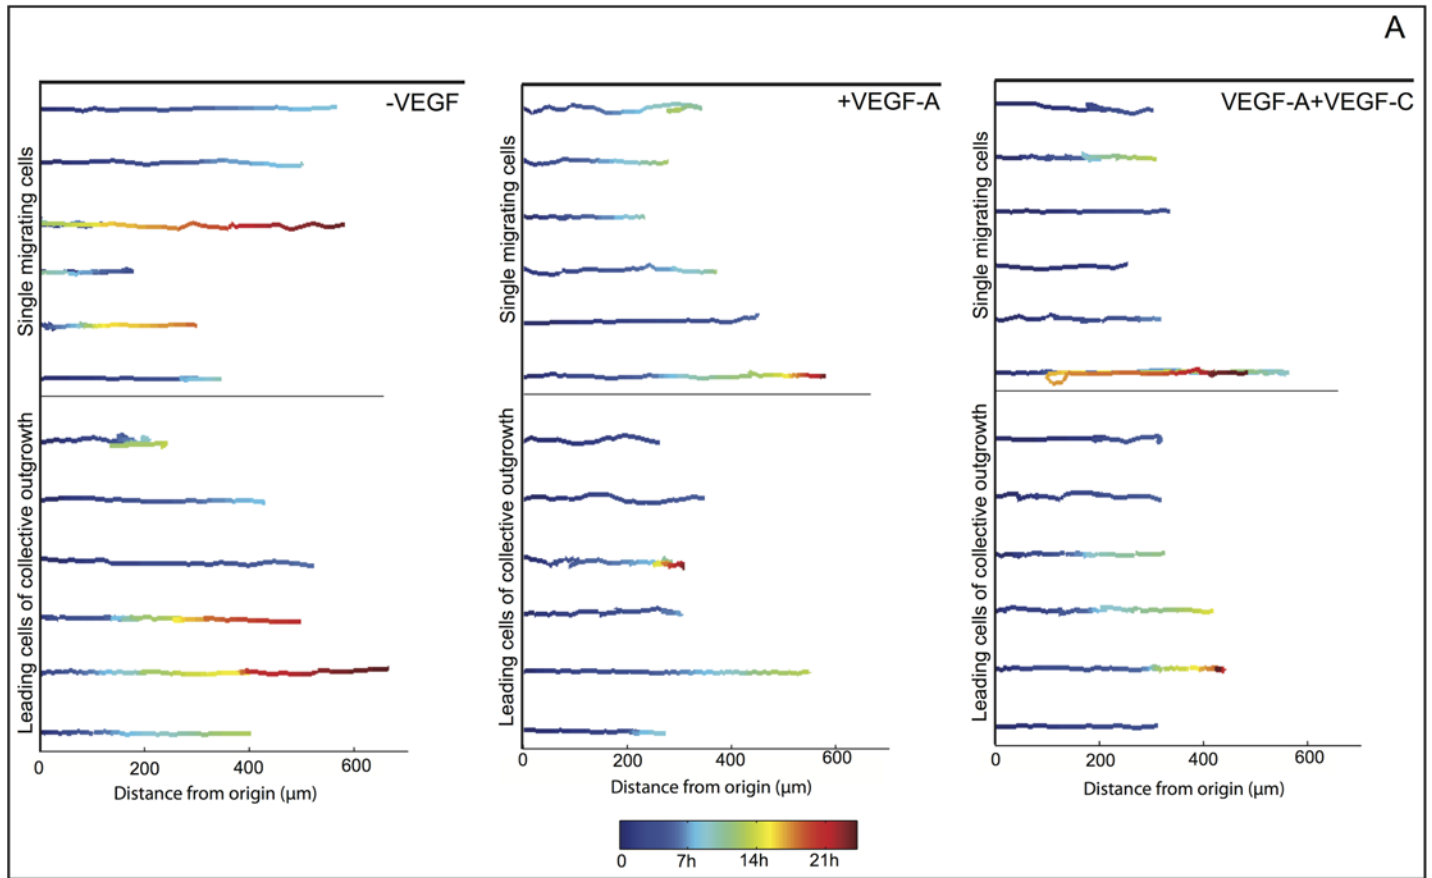 A
-VEGF
Single migrating cells
Leading cells of collective outgrowth
0 200 400 600
Distance from origin (μm)
+VEGF-A
Single migrating cells
Leading cells of collective outgrowth
0 200 400 600
Distance from origin (μm)
VEGF-A+VEGF-C
Single migrating cells
Leading cells of collective outgrowth
0 200 400 600
Distance from origin (μm)
0 7h 14h 21h